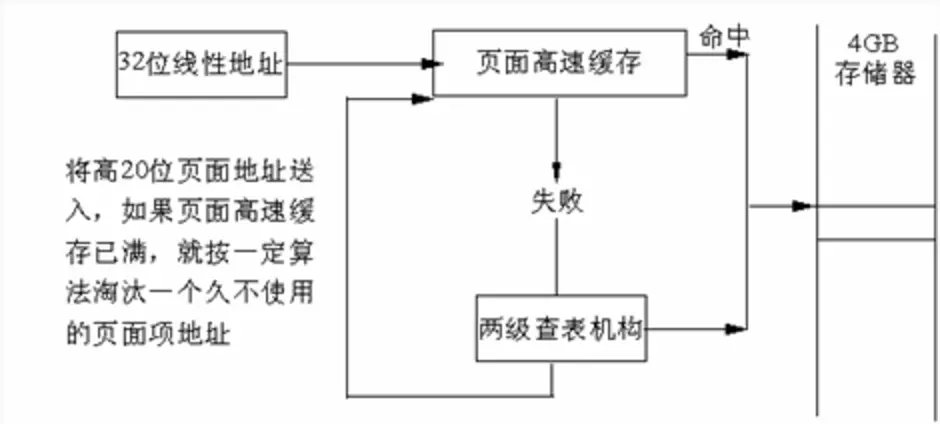 32位线性地址
页面高速缓存
命中
4GB
存储器
将高20位页面地址送
入，如果页面高速缓
存已满，就按一定算
法淘汰一个久不使用
的页面项地址
失败
两级查表机构